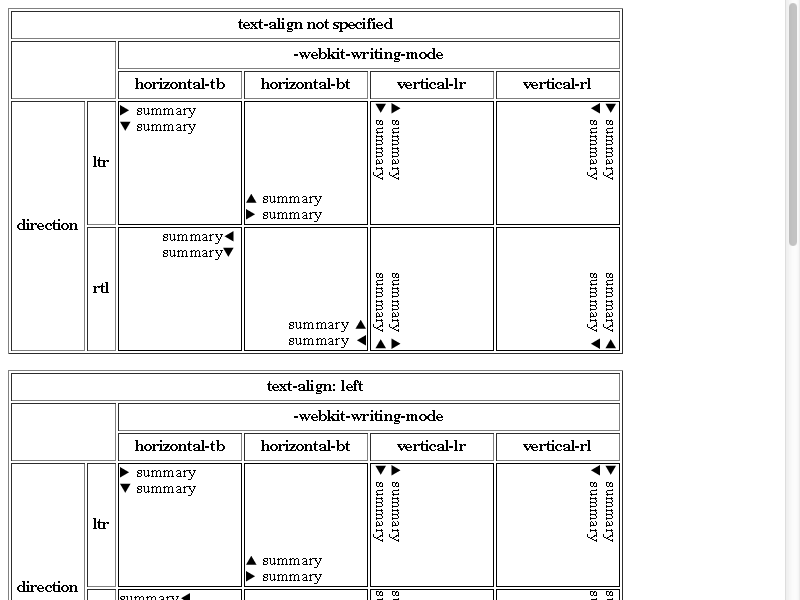 text-align not specified
-webkit-writing-mode
horizontal-tb horizontal-bt vertical-lr vertical-rl
direction
ltr
▶ summary
▼ summary
▲ summary
▶ summary
▼ summary
▶ summary
◀ summary
▼ summary
rtl
summary◀
summary▼
summary ▲
summary ◀
summary ▲
summary ▶
summary ◀
summary ▲
text-align: left
-webkit-writing-mode
horizontal-tb horizontal-bt vertical-lr vertical-rl
direction
ltr
▶ summary
▼ summary
▲ summary
▶ summary
▼ summary
▶ summary
◀ summary
▼ summary
summary◀